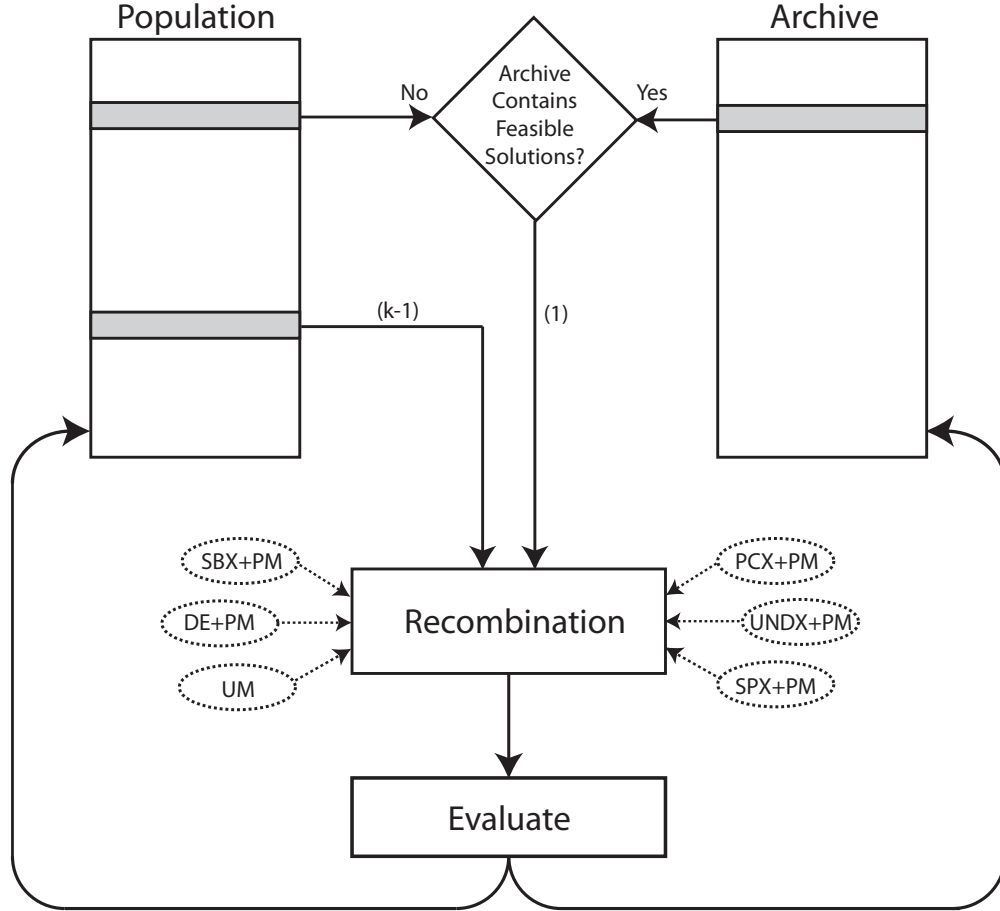 Population
Archive
No
Archive
Contains
Feasible
Solutions?
Yes
(k-1)
(1)
SBX+PM
PCX+PM
DE+PM
Recombination
UNDX+PM
UM
SPX+PM
Evaluate